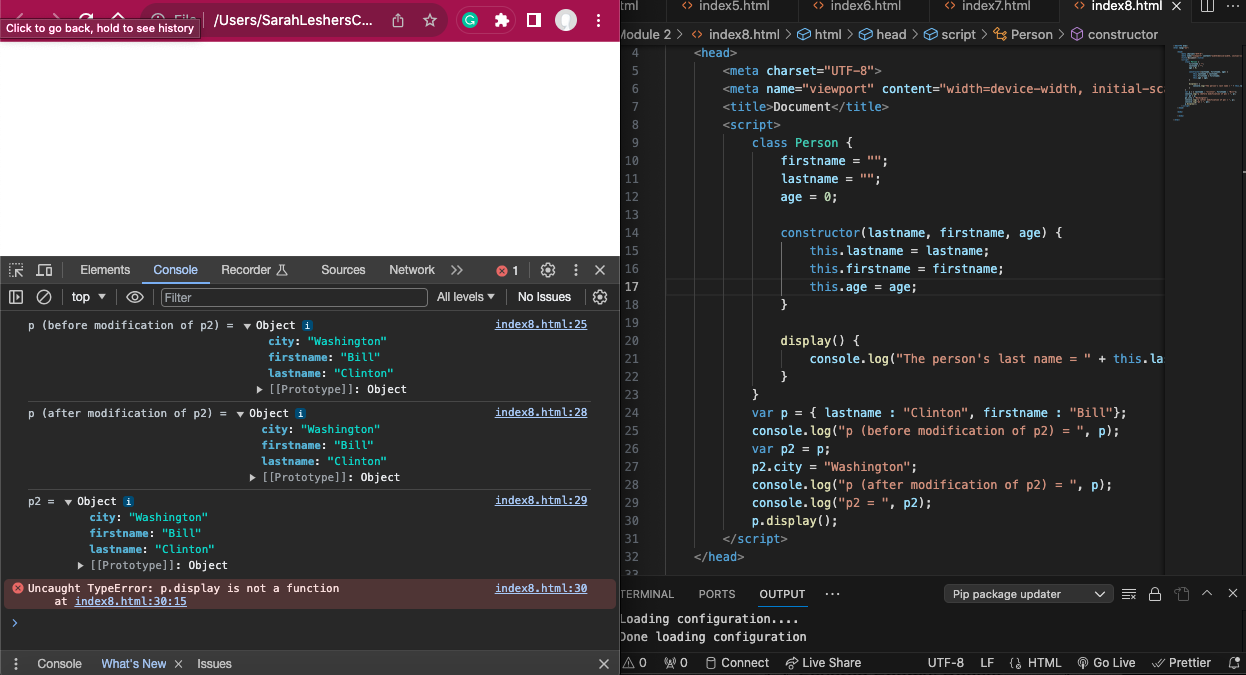 File
/Users/SarahLeshersC...
Click to go back, hold to see history
Elements Console Recorder Sources Network 1
top Filter All levels No Issues
p (before modification of p2) = Object i index8.html:25
city: "Washington"
firstname: "Bill"
lastname: "Clinton"
[[Prototype]]: Object
p (after modification of p2) = Object i index8.html:28
city: "Washington"
firstname: "Bill"
lastname: "Clinton"
[[Prototype]]: Object
p2 = Object i index8.html:29
city: "Washington"
firstname: "Bill"
lastname: "Clinton"
[[Prototype]]: Object
Uncaught TypeError: p.display is not a function index8.html:30
at index8.html:30:15
Console What's New Issues
tml index5.html index6.html index7.html index8.html
Module 2 > index8.html > html > head > script > Person > constructor
4 <head>
5 <meta charset="UTF-8">
6 <meta name="viewport" content="width=device-width, initial-sca
7 <title>Document</title>
8 <script>
9 class Person {
10 firstname = "";
11 lastname = "";
12 age = 0;
13
14 constructor(lastname, firstname, age) {
15 this.lastname = lastname;
16 this.firstname = firstname;
17 this.age = age;
18 }
19
20 display() {
21 console.log("The person's last name = " + this.la
22 }
23 }
24 var p = { lastname : "Clinton", firstname : "Bill"};
25 console.log("p (before modification of p2) = ", p);
26 var p2 = p;
27 p2.city = "Washington";
28 console.log("p (after modification of p2) = ", p);
29 console.log("p2 = ", p2);
30 p.display();
31 </script>
32 </head>
33
TERMINAL PORTS OUTPUT ... Pip package updater
Loading configuration....
Done loading configuration
0 0 Connect Live Share UTF-8 LF HTML Go Live Prettier